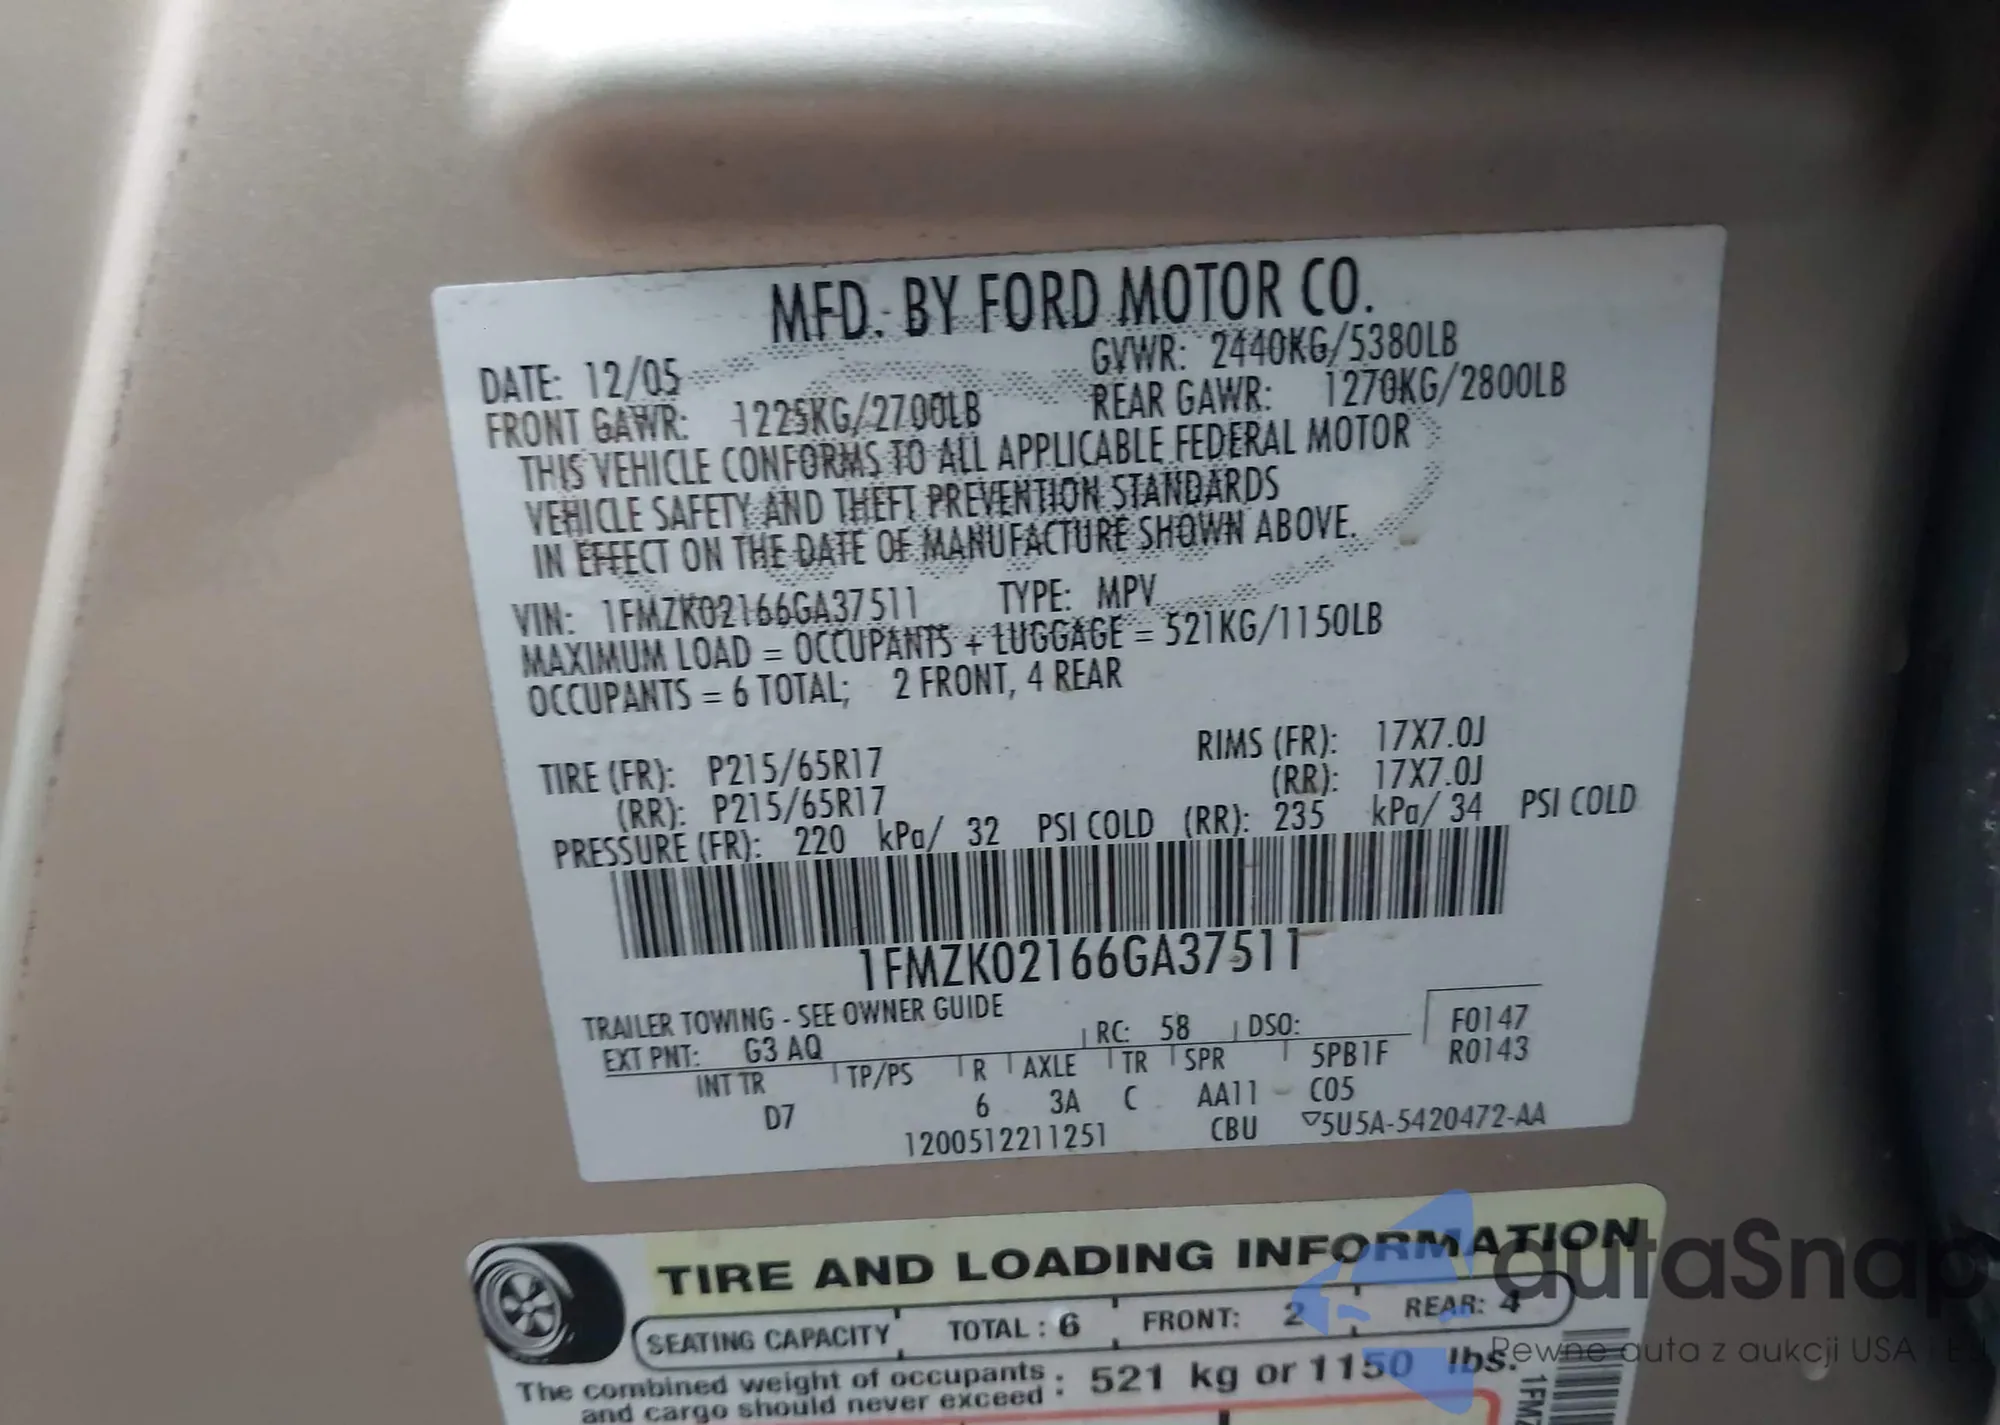 MFD. BY FORD MOTOR CO.
DATE: 12/05 GVWR: 2440KG/5380LB
FRONT GAWR: 1225KG/2700LB REAR GAWR: 1270KG/2800LB
THIS VEHICLE CONFORMS TO ALL APPLICABLE FEDERAL MOTOR
VEHICLE SAFETY AND THEFT PREVENTION STANDARDS
IN EFFECT ON THE DATE OF MANUFACTURE SHOWN ABOVE.
VIN: 1FMZK02166GA37511 TYPE: MPV
MAXIMUM LOAD = OCCUPANTS + LUGGAGE = 521KG/1150LB
OCCUPANTS = 6 TOTAL; 2 FRONT, 4 REAR
TIRE (FR): P215/65R17 RIMS (FR): 17X7.0J
(RR): P215/65R17 (RR): 17X7.0J
PRESSURE (FR): 220 kPa/ 32 PSI COLD (RR): 235 kPa/ 34 PSI COLD
1FMZK02166GA37511
TRAILER TOWING - SEE OWNER GUIDE
EXT PNT: G3 AQ RC: 58 DSO: F0147
INT TR TP/PS R AXLE TR SPR 5PB1F R0143
D7 6 3A C AA11 C05
1200512211251 CBU ▽5U5A-5420472-AA
TIRE AND LOADING INFORMATION
SEATING CAPACITY TOTAL : 6 FRONT: 2 REAR: 4
The combined weight of occupants
and cargo should never exceed : 521 kg or 1150 lbs.
1FMZ
autaSnap
Pewne auta z aukcji USA EU